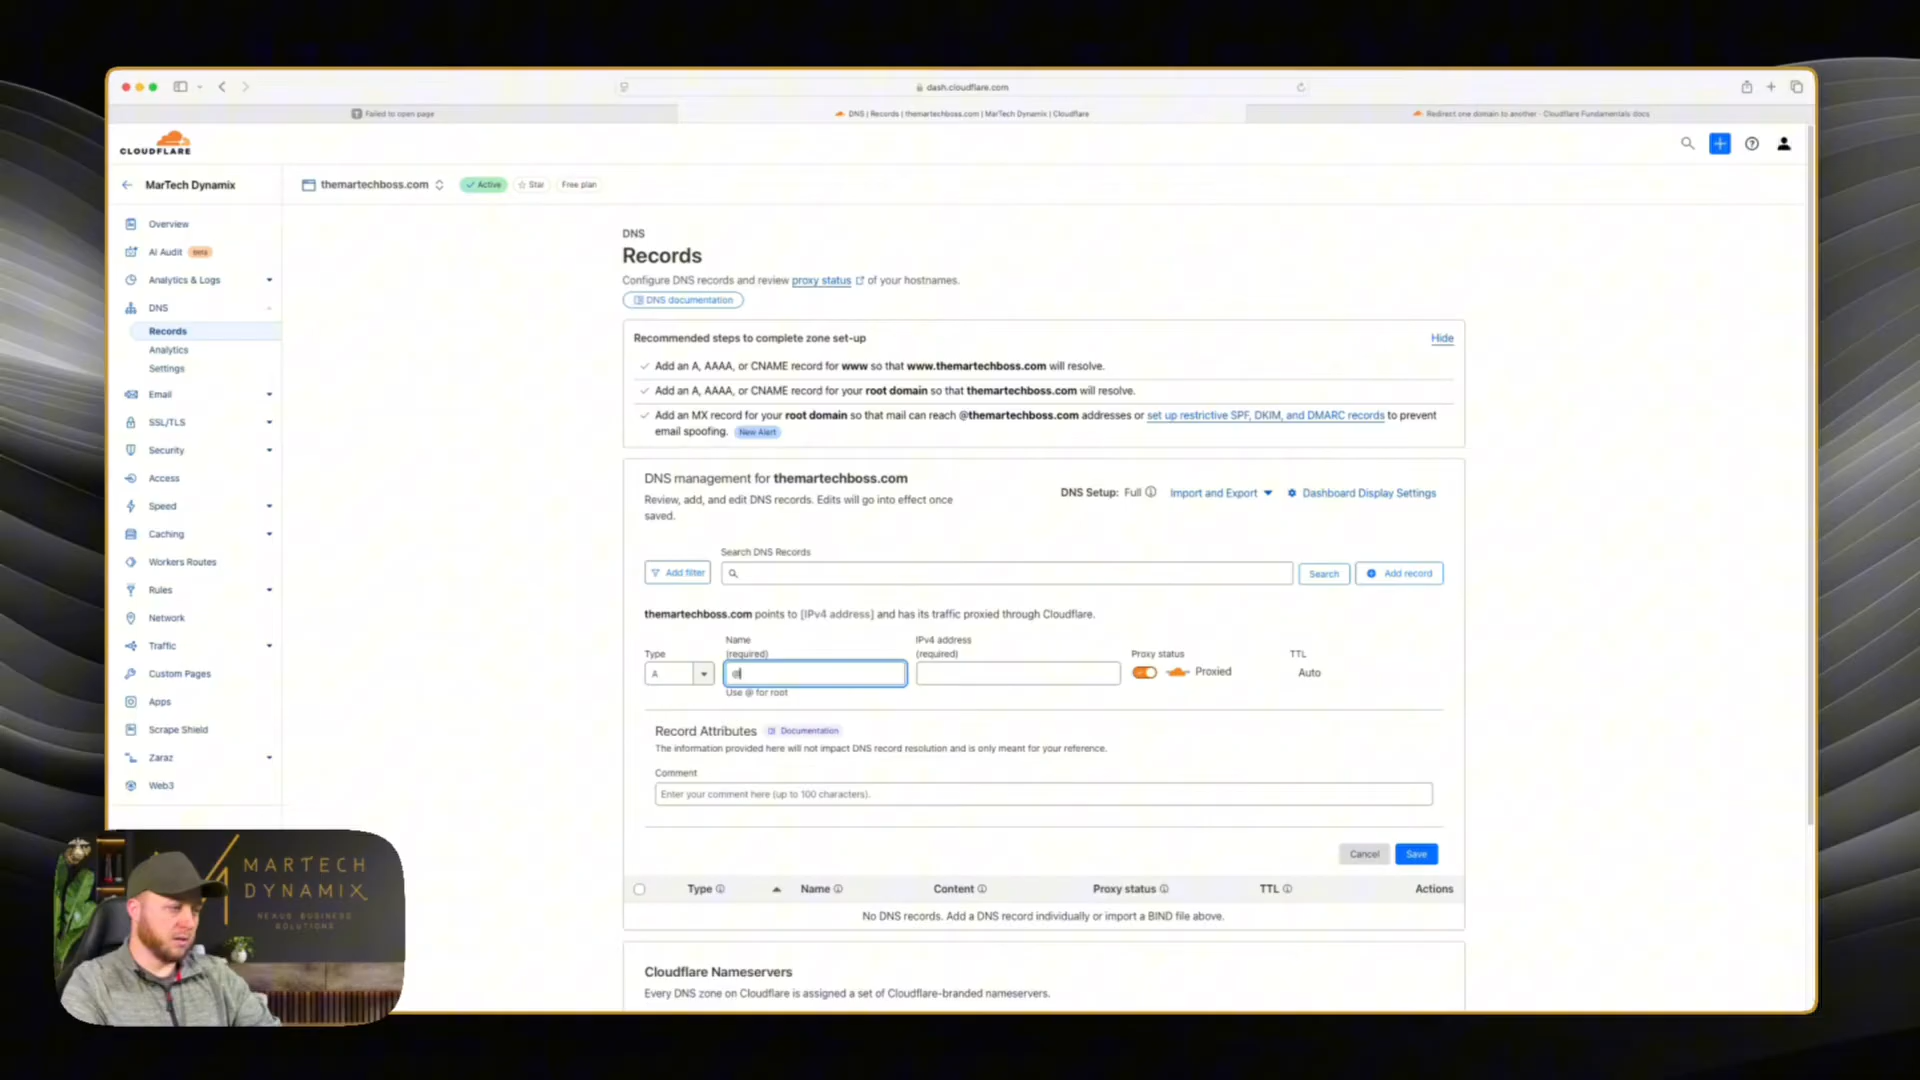 dash.cloudflare.com
Failed to open page
DNS | Records | themartechboss.com | MarTech Dynamix | Cloudflare
Redirect one domain to another · Cloudflare Fundamentals docs
CLOUDFLARE
MarTech Dynamix
themartechboss.com
Active
Star
Free plan
Overview
AI Audit Beta
Analytics & Logs
DNS
Records
Analytics
Settings
Email
SSL/TLS
Security
Access
Speed
Caching
Workers Routes
Rules
Network
Traffic
Custom Pages
Apps
Scrape Shield
Zaraz
Web3
DNS
Records
Configure DNS records and review proxy status of your hostnames.
DNS documentation
Recommended steps to complete zone set-up
Hide
Add an A, AAAA, or CNAME record for www so that www.themartechboss.com will resolve.
Add an A, AAAA, or CNAME record for your root domain so that themartechboss.com will resolve.
Add an MX record for your root domain so that mail can reach @themartechboss.com addresses or set up restrictive SPF, DKIM, and DMARC records to prevent
email spoofing. New Alert
DNS management for themartechboss.com
Review, add, and edit DNS records. Edits will go into effect once
saved.
DNS Setup: Full
Import and Export
Dashboard Display Settings
Search DNS Records
Add filter
Search
Add record
themartechboss.com points to [IPv4 address] and has its traffic proxied through Cloudflare.
Type
Name
(required)
IPv4 address
(required)
Proxy status
TTL
A
@
Proxied
Auto
Use @ for root
Record Attributes Documentation
The information provided here will not impact DNS record resolution and is only meant for your reference.
Comment
Enter your comment here (up to 100 characters).
Cancel
Save
Type
Name
Content
Proxy status
TTL
Actions
No DNS records. Add a DNS record individually or import a BIND file above.
Cloudflare Nameservers
Every DNS zone on Cloudflare is assigned a set of Cloudflare-branded nameservers.
MARTECH
DYNAMIX
BUSINESS
SOLUTIONS